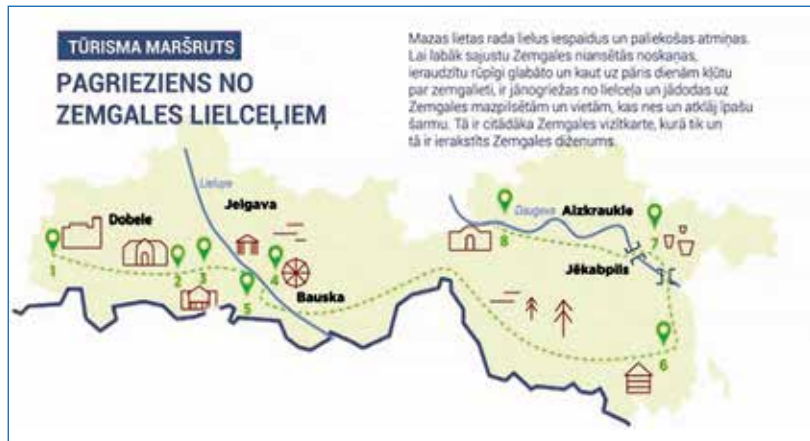 TŪRISMA MARŠRUTS
PAGRIEZIENS NO
ZEMGALES LIELCEĻIEM
Mazas lietas rada lielus iespaidus un paliekošas atmiņas.
Lai labāk sajustu Zemgales niansētās noskaņas,
ieraudzītu rūpīgi glabāto un kaut uz pāris dienām kļūtu
par zemgalieti, ir jānogriežas no lielceļa un jādodas uz
Zemgales mazpilsētām un vietām, kas nes un atklāj īpašu
šarmu. Tā ir citādāka Zemgales vizītkarte, kurā tik un
tā ir ierakstīts Zemgales diženums.
Lielupe
Jelgava
Dobele
Daugava
Aizkraukle
8
7
1
2
3
4
Jēkabpils
5
Bauska
6